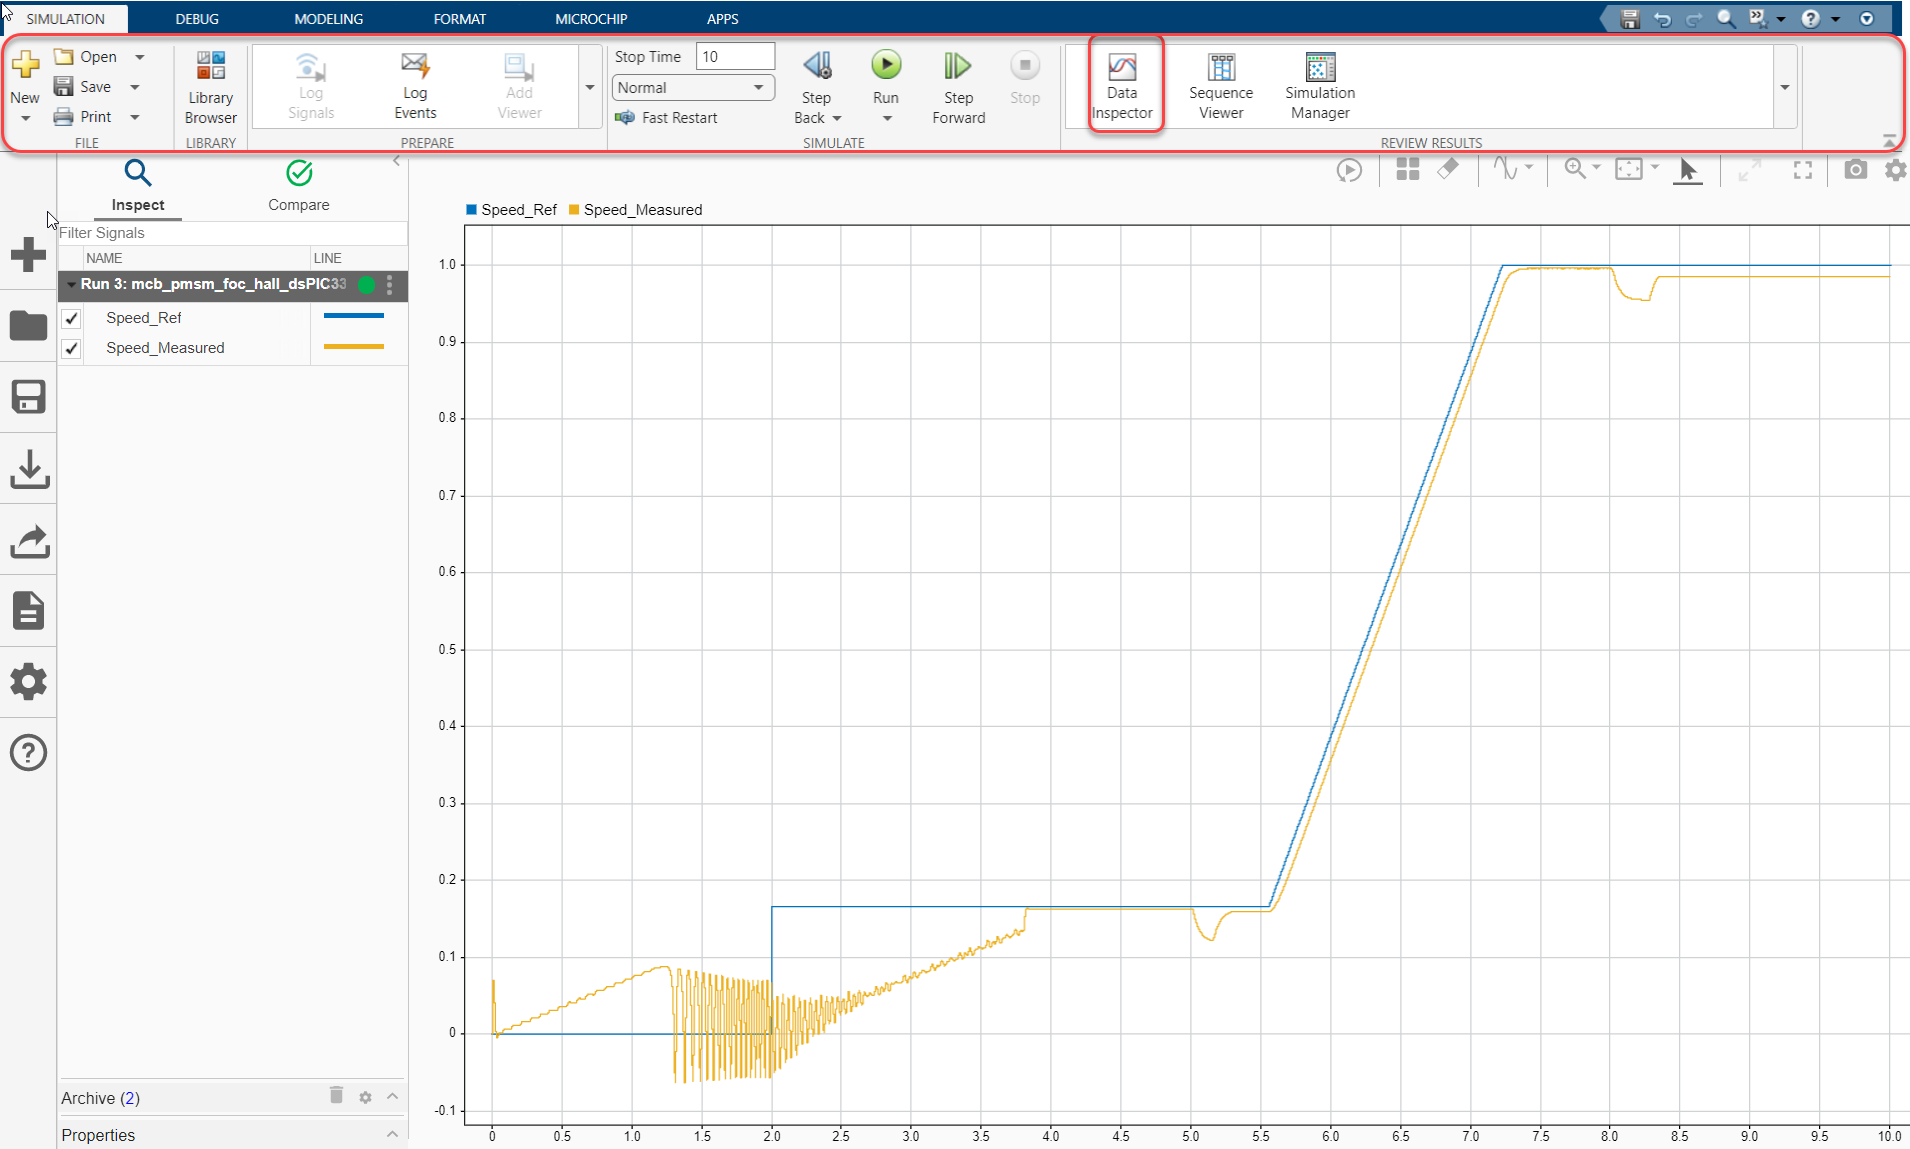 SIMULATION DEBUG MODELING FORMAT MICROCHIP APPS
New
Open
Save
Print
FILE
Library
Browser
LIBRARY
Log
Signals
Log
Events
Add
Viewer
PREPARE
Stop Time 10
Normal
Fast Restart
Step
Back
Run
Step
Forward
Stop
SIMULATE
Data
Inspector
Sequence
Viewer
Simulation
Manager
REVIEW RESULTS
Inspect Compare
Filter Signals
NAME LINE
Run 3: mcb_pmsm_foc_hall_dsPIC33
Speed_Ref
Speed_Measured
Archive (2)
Properties
Speed_Ref Speed_Measured
1.0
0.9
0.8
0.7
0.6
0.5
0.4
0.3
0.2
0.1
0
-0.1
0 0.5 1.0 1.5 2.0 2.5 3.0 3.5 4.0 4.5 5.0 5.5 6.0 6.5 7.0 7.5 8.0 8.5 9.0 9.5 10.0